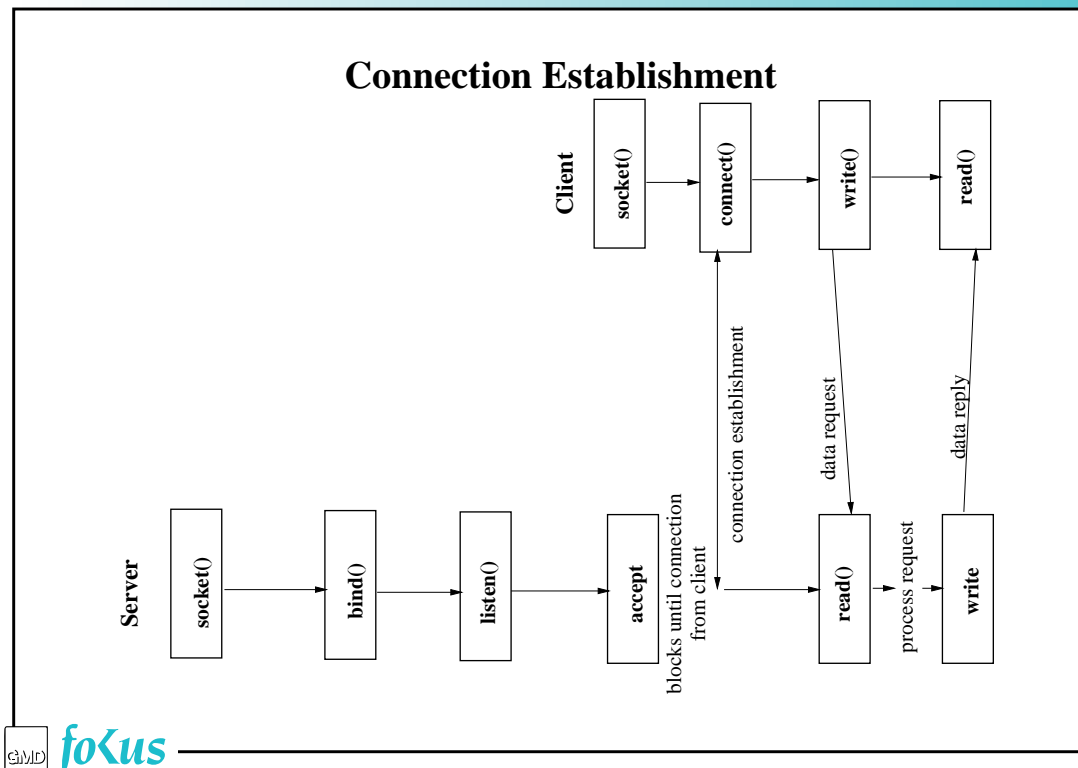 Connection Establishment
Client
socket()
connect()
write()
read()
connection establishment
data request
data reply
Server
socket()
bind()
listen()
accept
blocks until connection
from client
read()
process request
write
GMD
foKus